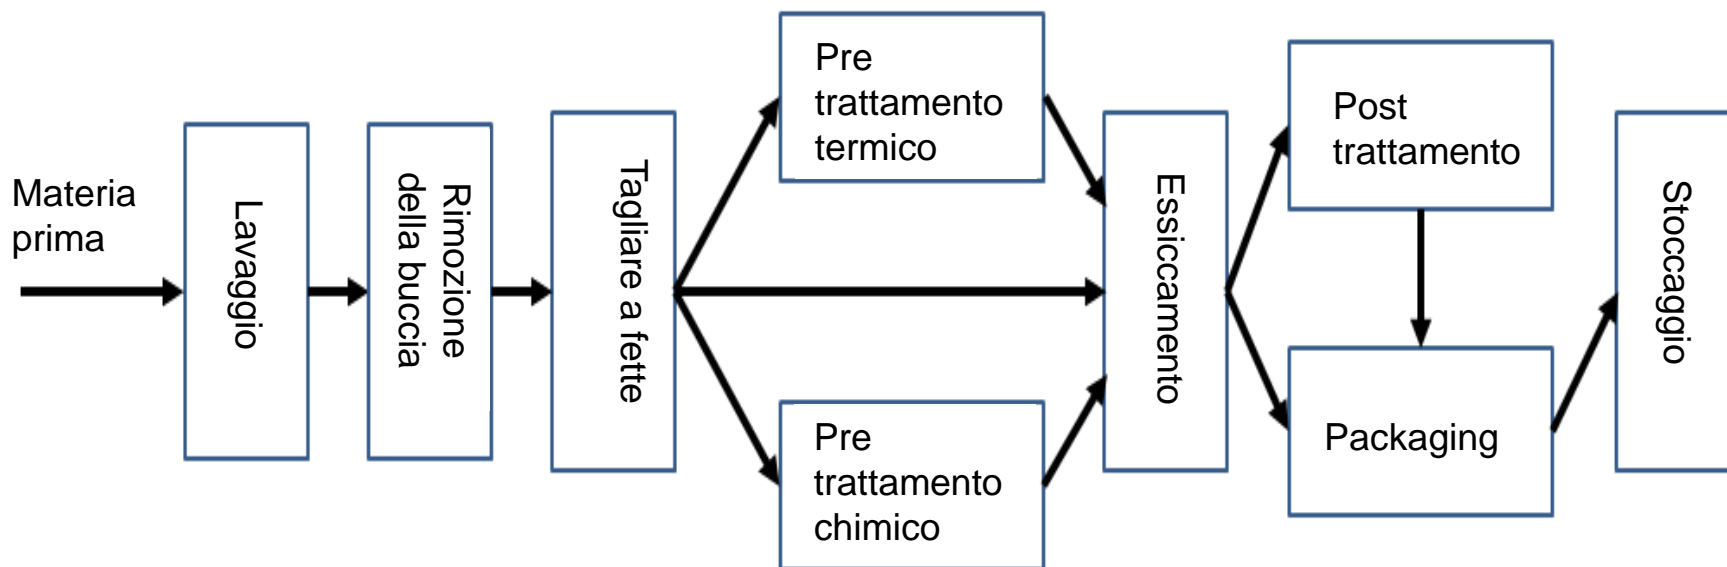 Materia
prima
Lavaggio
Rimozione
della buccia
Tagliare a fette
Pre
trattamento
termico
Pre
trattamento
chimico
Essiccamento
Post
trattamento
Packaging
Stoccaggio